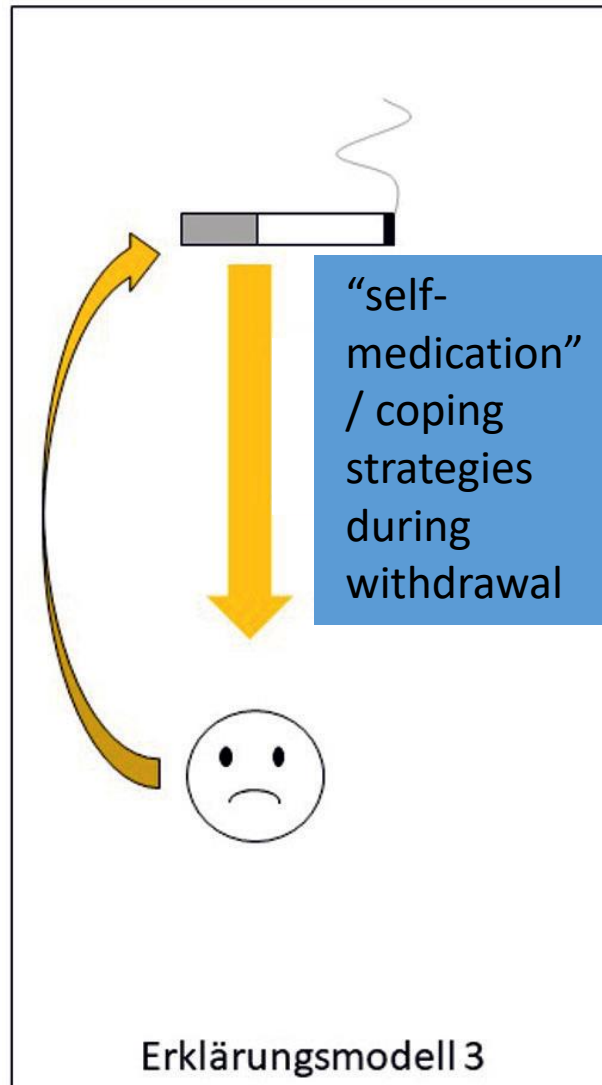 “self-
medication”
/ coping
strategies
during
withdrawal
Erklärungsmodell 3